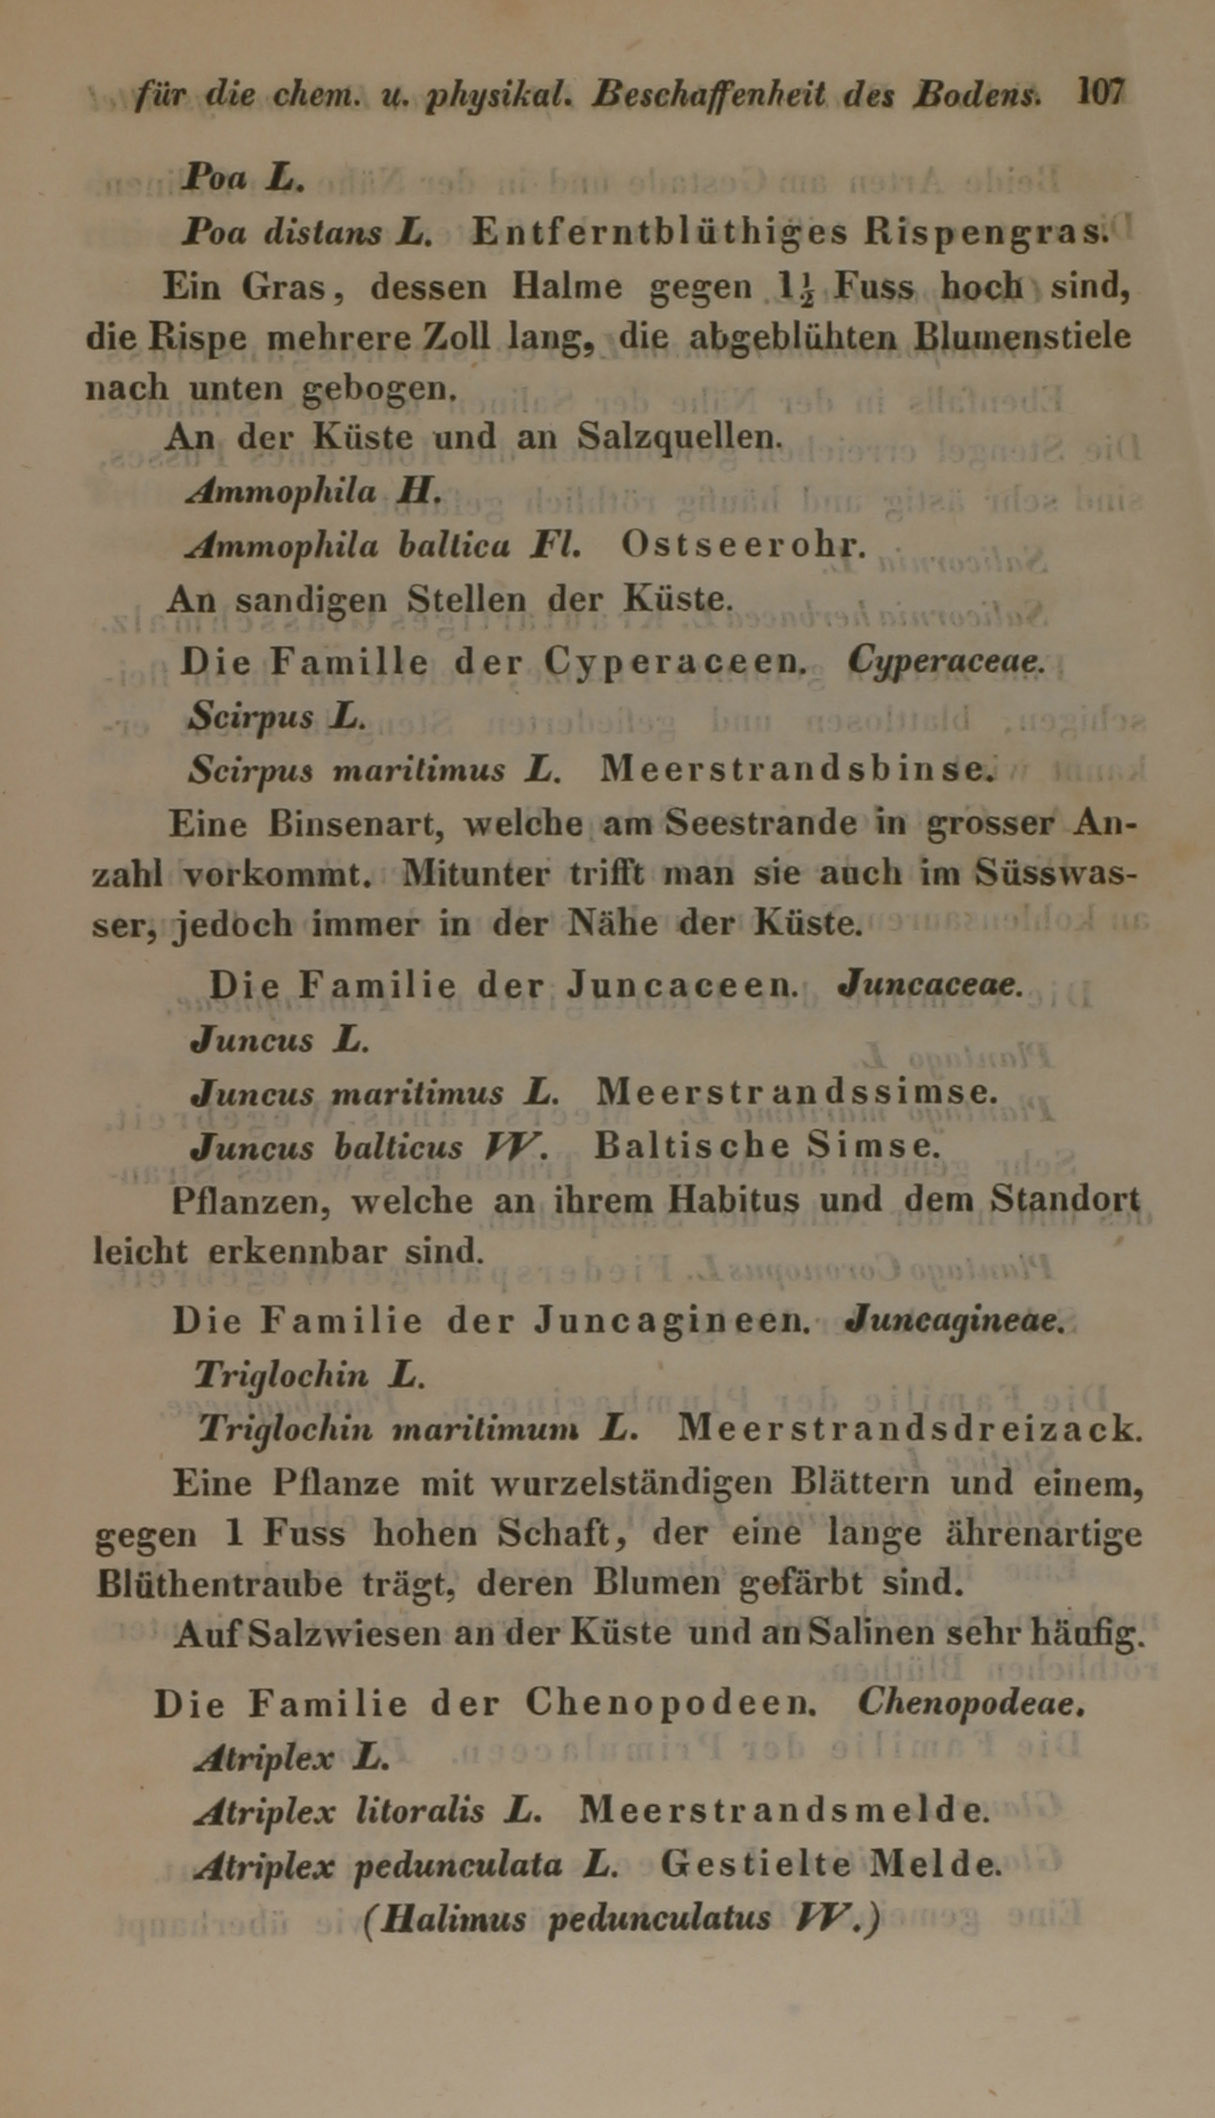 für die chem. u. physikal. Beschaffenheit des Bodens. 107
Poa L.
Poa distans L. Entferntblüthiges Rispengras.
Ein Gras, dessen Halme gegen 1½ Fuss hoch sind,
die Rispe mehrere Zoll lang, die abgeblühten Blumenstiele
nach unten gebogen.
An der Küste und an Salzquellen.
Ammophila H.
Ammophila baltica Fl. Ostseerohr.
An sandigen Stellen der Küste.
Die Famille der Cyperaceen. Cyperaceae.
Scirpus L.
Scirpus maritimus L. Meerstrandsbinse.
Eine Binsenart, welche am Seestrande in grosser An-
zahl vorkommt. Mitunter trifft man sie auch im Süsswas-
ser, jedoch immer in der Nähe der Küste.
Die Familie der Juncaceen. Juncaceae.
Juncus L.
Juncus maritimus L. Meerstrandssimse.
Juncus balticus W. Baltische Simse.
Pflanzen, welche an ihrem Habitus und dem Standort
leicht erkennbar sind.
Die Familie der Juncagineen. Juncagineae.
Triglochin L.
Triglochin maritimum L. Meerstrandsdreizack.
Eine Pflanze mit wurzelständigen Blättern und einem,
gegen 1 Fuss hohen Schaft, der eine lange ährenartige
Blüthentraube trägt, deren Blumen gefärbt sind.
Auf Salzwiesen an der Küste und an Salinen sehr häufig.
Die Familie der Chenopodeen. Chenopodeae.
Atriplex L.
Atriplex litoralis L. Meerstrandsmelde.
Atriplex pedunculata L. Gestielte Melde.
(Halimus pedunculatus W.)